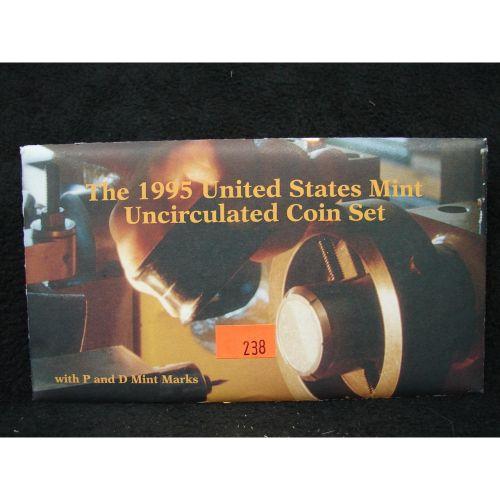 The 1995 United States Mint
Uncirculated Coin Set
238
with P and D Mint Marks